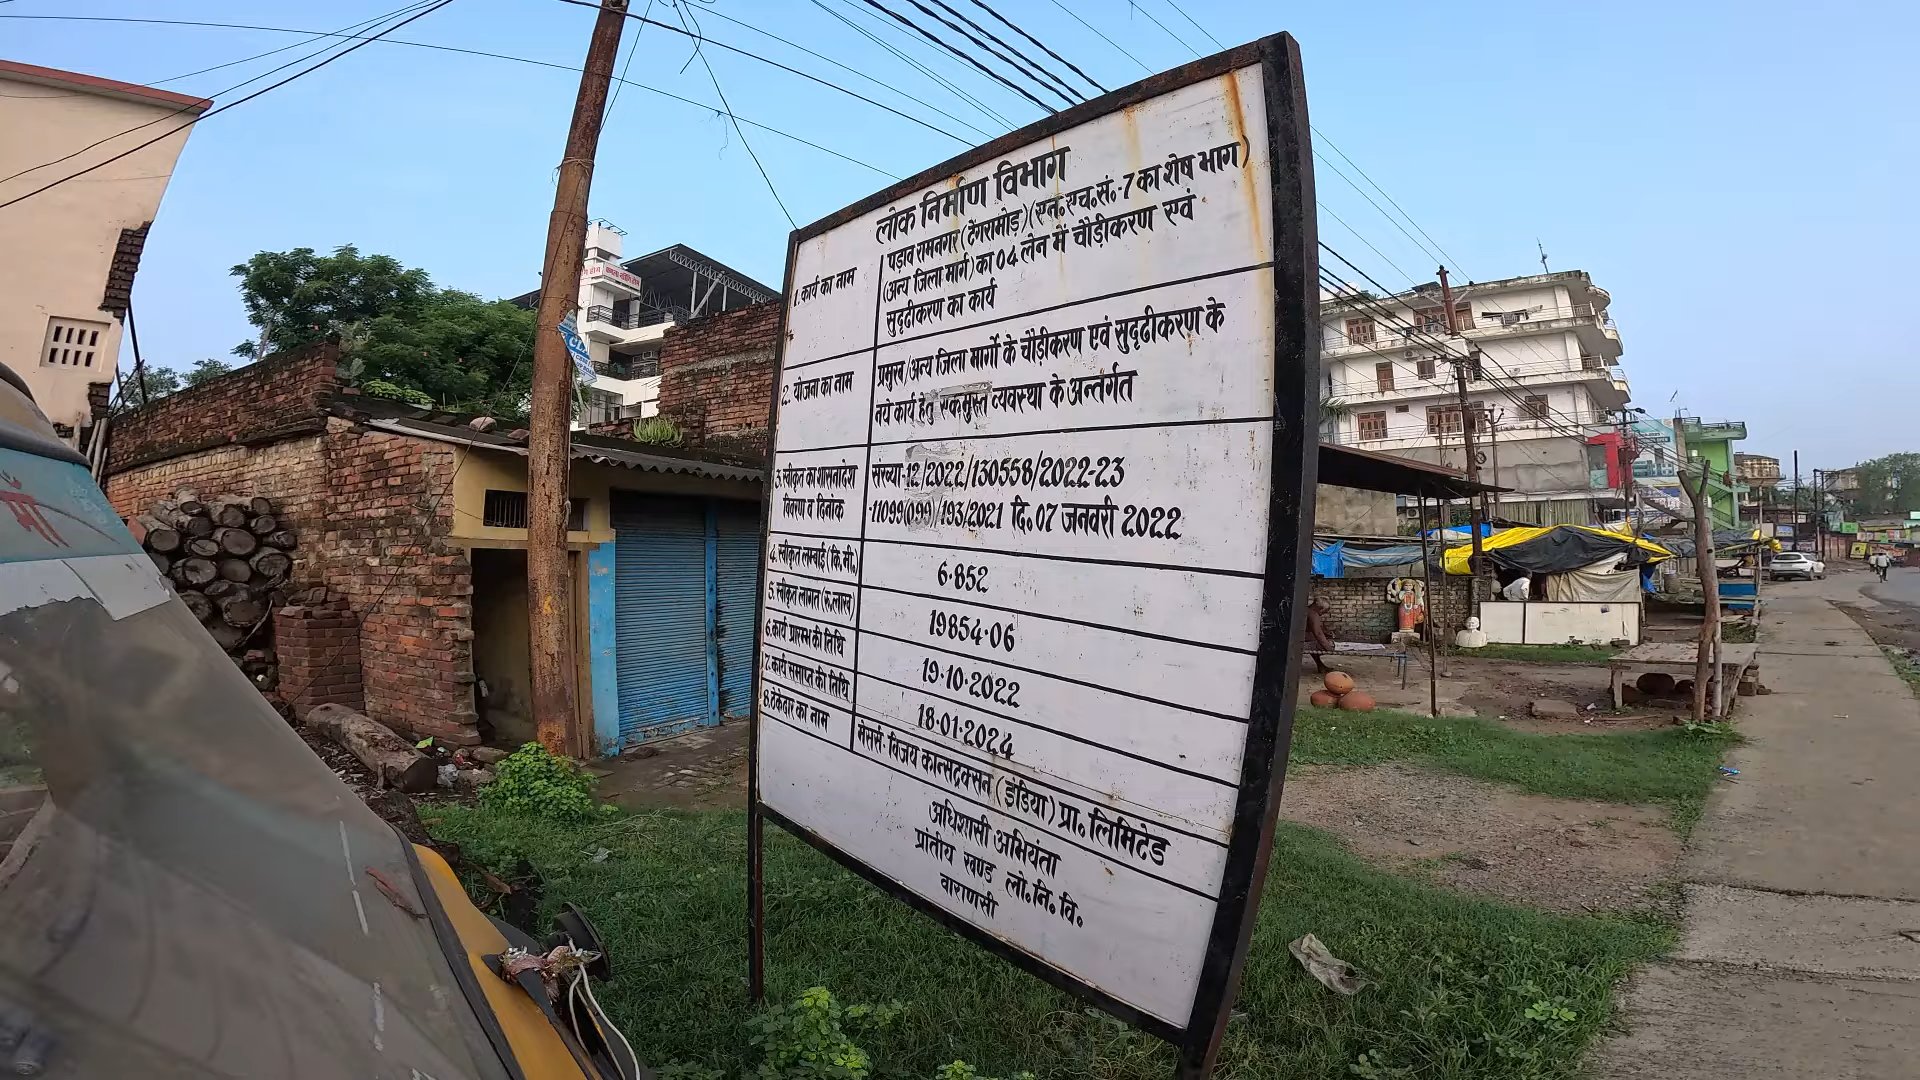 लोक निर्माण विभाग
1. कार्य का नाम
पड़ाव रामनगर (टेंगरामोड़) (एन. एच. सं.-7 का शेष भाग)
(अन्य जिला मार्ग) का 04 लेन में चौड़ीकरण एवं
सुदृढीकरण का कार्य
2. योजना का नाम
प्रमुख/अन्य जिला मार्गो के चौड़ीकरण एवं सुदृढीकरण के
नये कार्य हेतु एकमुस्त व्यवस्था के अन्तर्गत
3. स्वीकृत का शासनादेश
विवरण व दिनांक
संख्या-12/2022/130558/2022-23
-11099(099)/193/2021 दि. 07 जनवरी 2022
4. स्वीकृत लम्बाई (कि. मी.)
6.852
5. स्वीकृत लागत (रु. लाख)
19854.06
6. कार्य प्रारम्भ की तिथि
19.10.2022
7. कार्य समाप्त की तिथि
18.01.2024
8. ठेकेदार का नाम
मेसर्स- विजय कान्सट्रक्सन (इंडिया) प्रा. लिमिटेड
अधिशासी अभियंता
प्रांतीय खण्ड लो. नि. वि.
वाराणसी
माँ